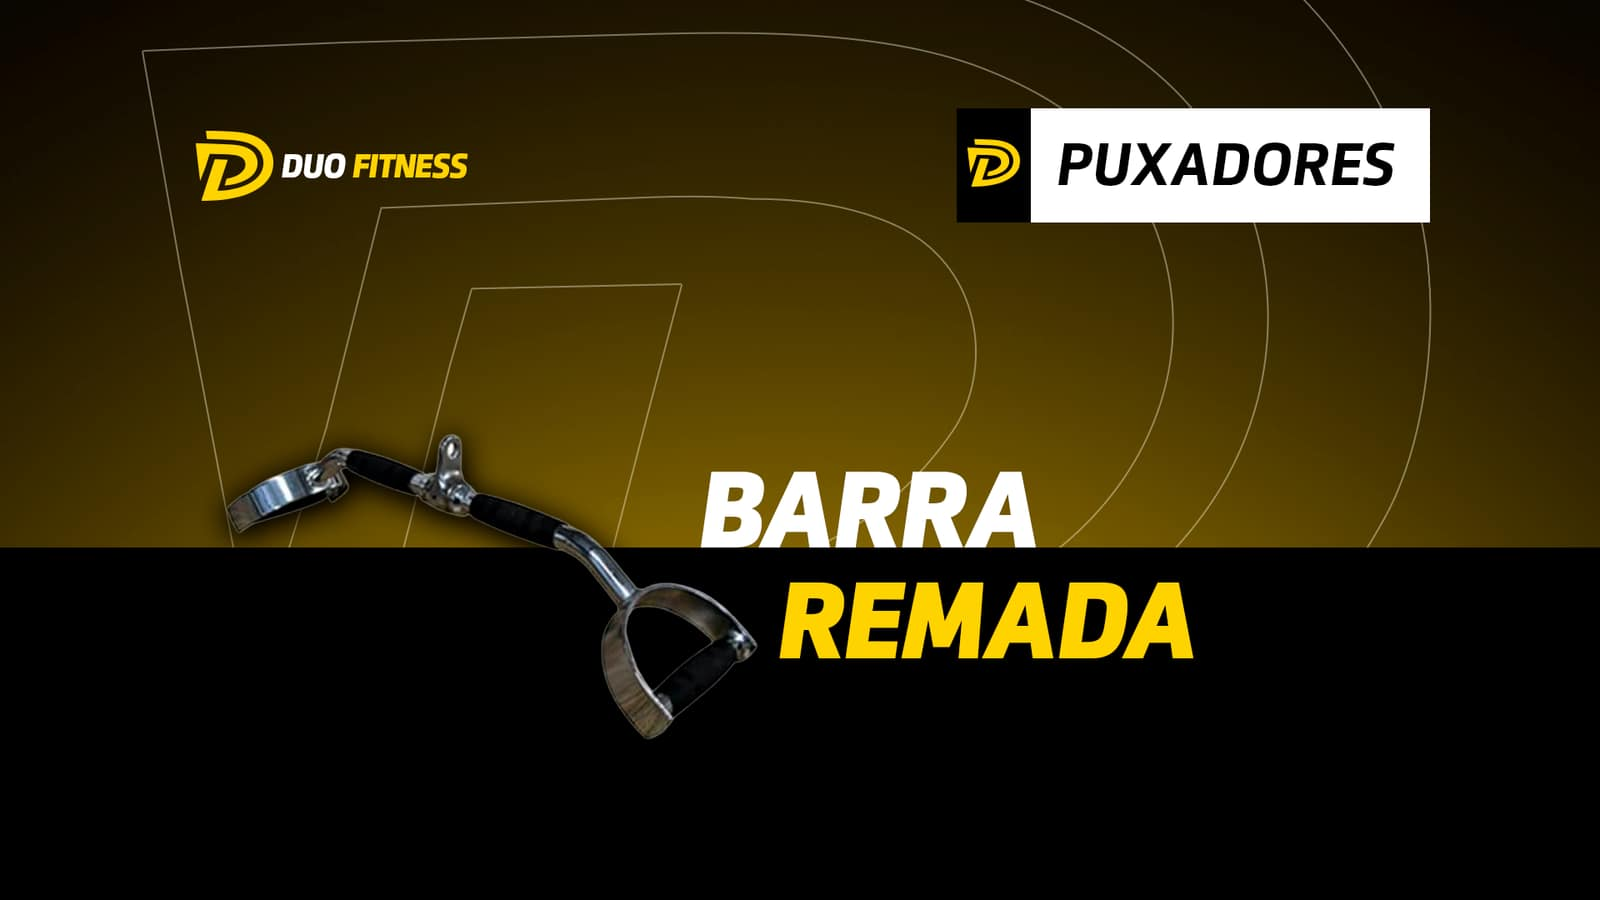 DUO FITNESS
PUXADORES
BARRA
REMADA